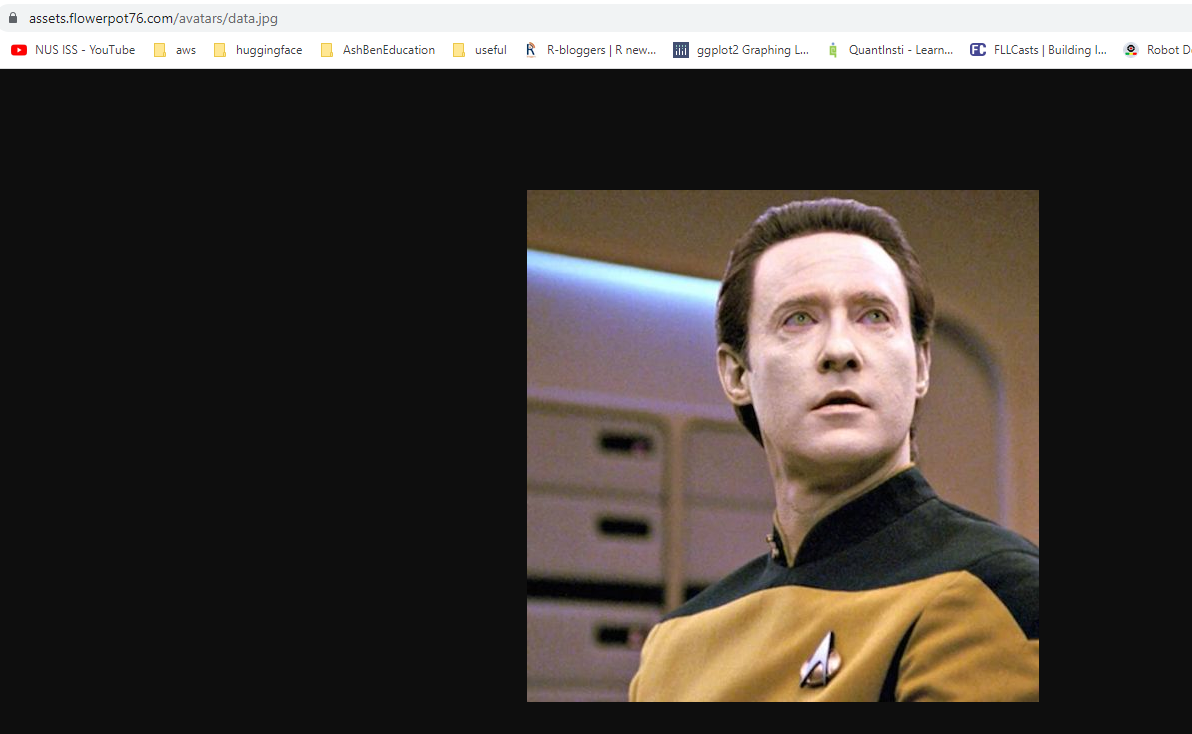 assets.flowerpot76.com/avatars/data.jpg
NUS ISS - YouTube aws huggingface AshBenEducation useful R-bloggers | R new... ggplot2 Graphing L... QuantInsti - Learn... FC FLLCasts | Building I... Robot D